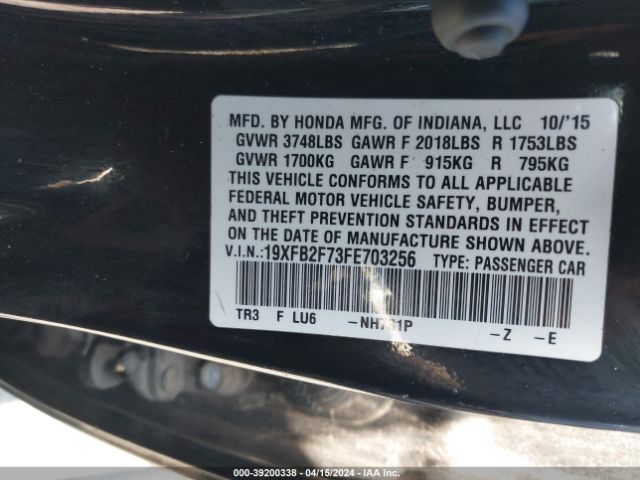 MFD. BY HONDA MFG. OF INDIANA, LLC 10/'15
GVWR 3748LBS GAWR F 2018LBS R 1753LBS
GVWR 1700KG GAWR F 915KG R 795KG
THIS VEHICLE CONFORMS TO ALL APPLICABLE
FEDERAL MOTOR VEHICLE SAFETY, BUMPER,
AND THEFT PREVENTION STANDARDS IN EFFECT
ON THE DATE OF MANUFACTURE SHOWN ABOVE.
V.I.N.:19XFB2F73FE703256 TYPE: PASSENGER CAR
TR3 F LU6 -Z -E
000-39200338 - 04/15/2024 - IAA Inc.